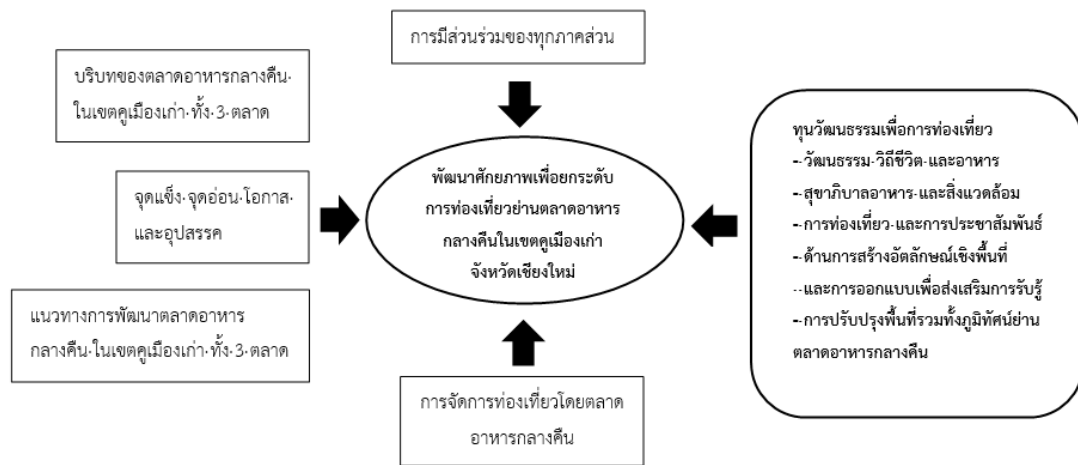 การมีส่วนร่วมของทุกภาคส่วน
บริบทของตลาดอาหารกลางคืน·
ในเขตคูเมืองเก่า·ทั้ง·3·ตลาด
จุดแข็ง·จุดอ่อน·โอกาส·
และอุปสรรค
แนวทางการพัฒนาตลาดอาหาร
กลางคืน·ในเขตคูเมืองเก่า·ทั้ง·3·ตลาด
พัฒนาศักยภาพเพื่อยกระดับ
การท่องเที่ยวย่านตลาดอาหาร
กลางคืนในเขตคูเมืองเก่า
จังหวัดเชียงใหม่
การจัดการท่องเที่ยวโดยตลาด
อาหารกลางคืน
ทุนวัฒนธรรมเพื่อการท่องเที่ยว
-·วัฒนธรรม·วิถีชีวิต·และอาหาร
-·สุขาภิบาลอาหาร·และสิ่งแวดล้อม
-·การท่องเที่ยว·และการประชาสัมพันธ์
-·ด้านการสร้างอัตลักษณ์เชิงพื้นที่
··และการออกแบบเพื่อส่งเสริมการรับรู้
-·การปรับปรุงพื้นที่รวมทั้งภูมิทัศน์ย่าน
ตลาดอาหารกลางคืน